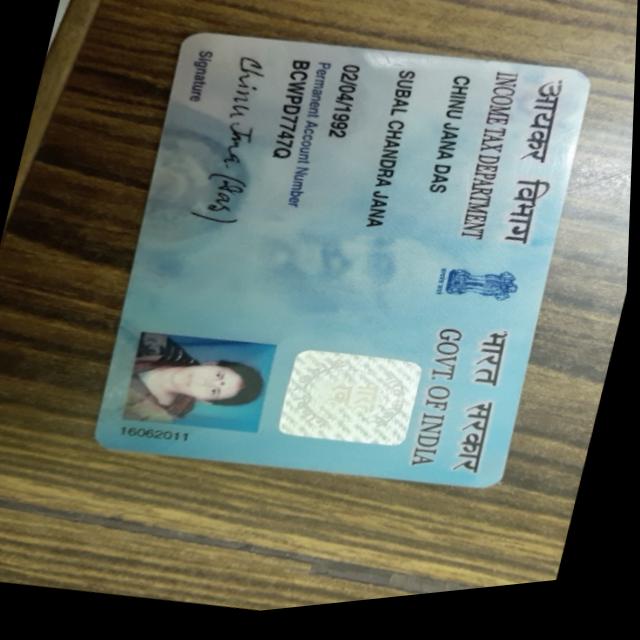 आयकर विभाग
INCOME TAX DEPARTMENT
भारत सरकार
GOVT. OF INDIA
CHINU JANA DAS
SUBAL CHANDRA JANA
02/04/1992
Permanent Account Number
BCWPD7747Q
Chinu Jana (Das)
Signature
16062011